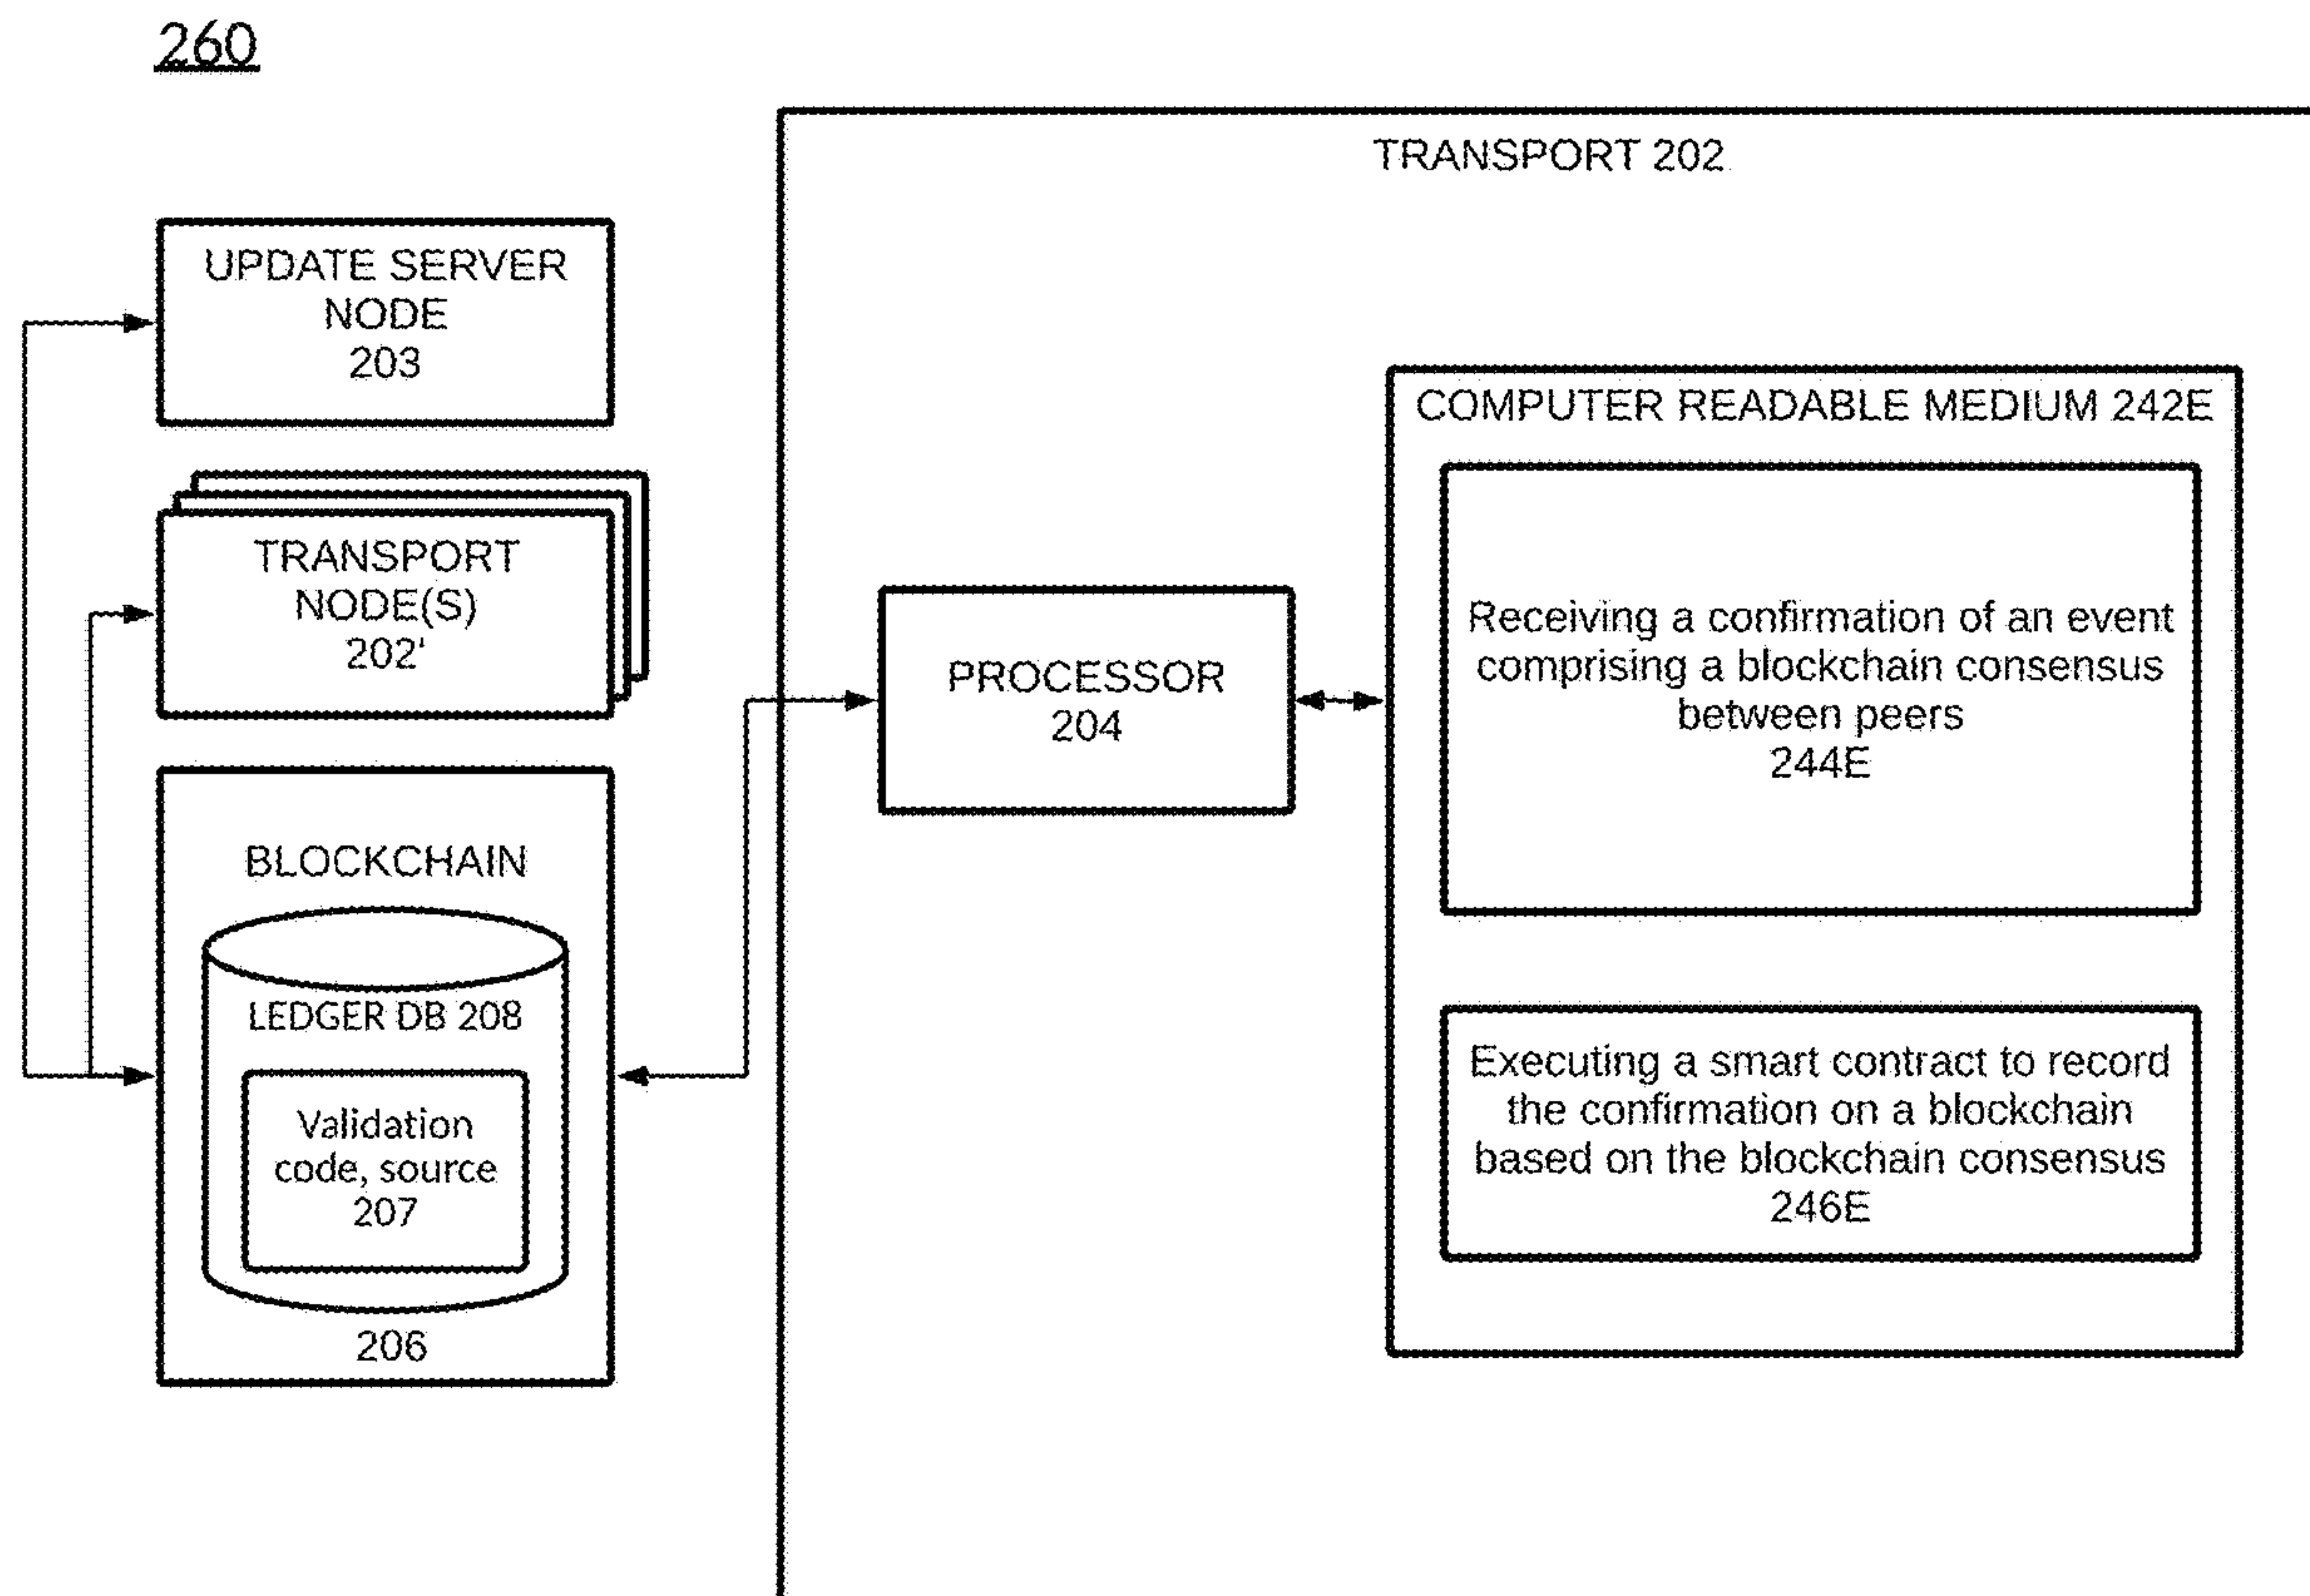 260
TRANSPORT 202
UPDATE SERVER
NODE
203
TRANSPORT
NODE(S)
202'
BLOCKCHAIN
LEDGER DB 208
Validation
code, source
207
206
PROCESSOR
204
COMPUTER READABLE MEDIUM 242E
Receiving a confirmation of an event
comprising a blockchain consensus
between peers
244E
Executing a smart contract to record
the confirmation on a blockchain
based on the blockchain consensus
246E